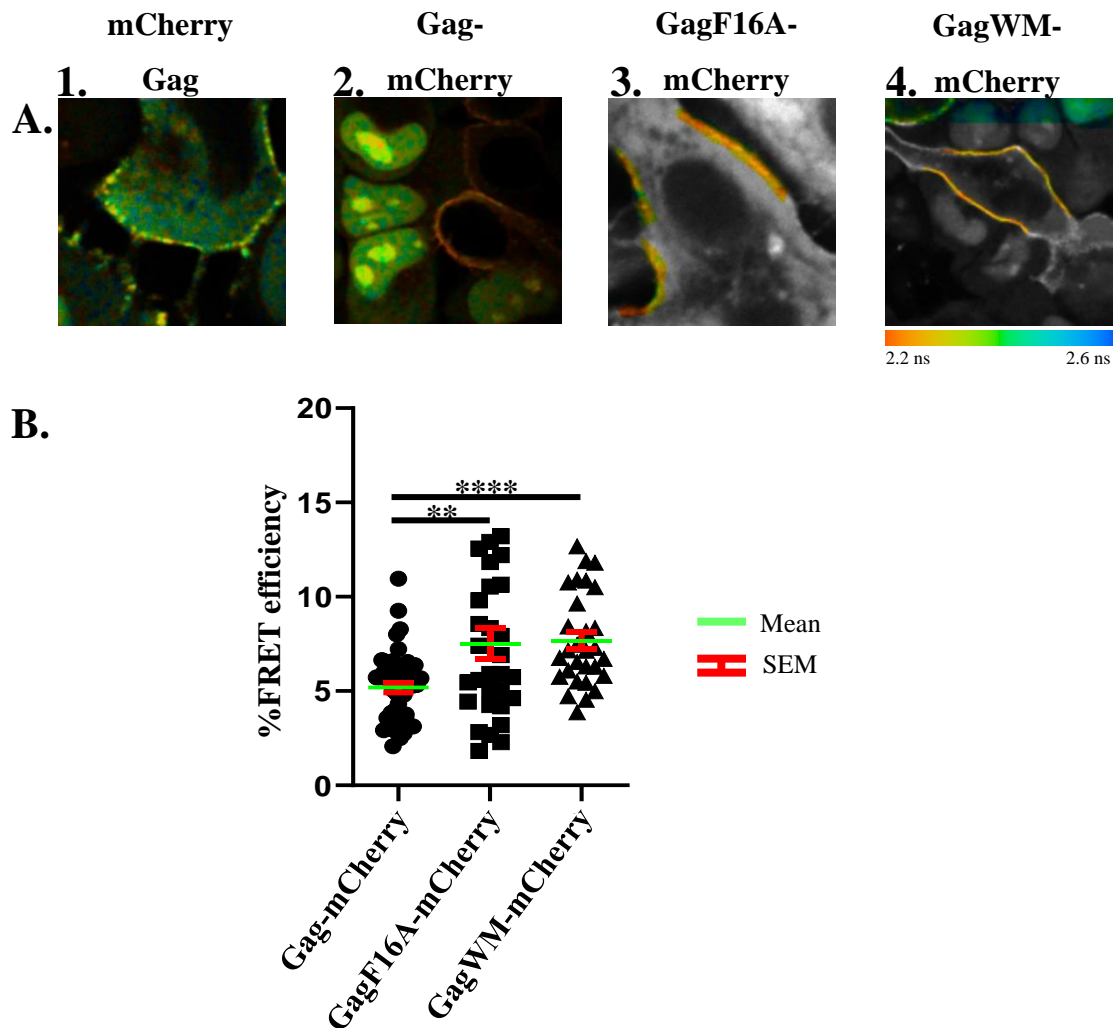 mCherry
Gag
Gag-
mCherry
GagF16A-
mCherry
GagWM-
mCherry
1.
2.
3.
4.
A.
2.2 ns
2.6 ns
B.
%FRET efficiency
20
15
10
5
0
****
**
Mean
SEM
Gag-mCherry
GagF16A-mCherry
GagWM-mCherry